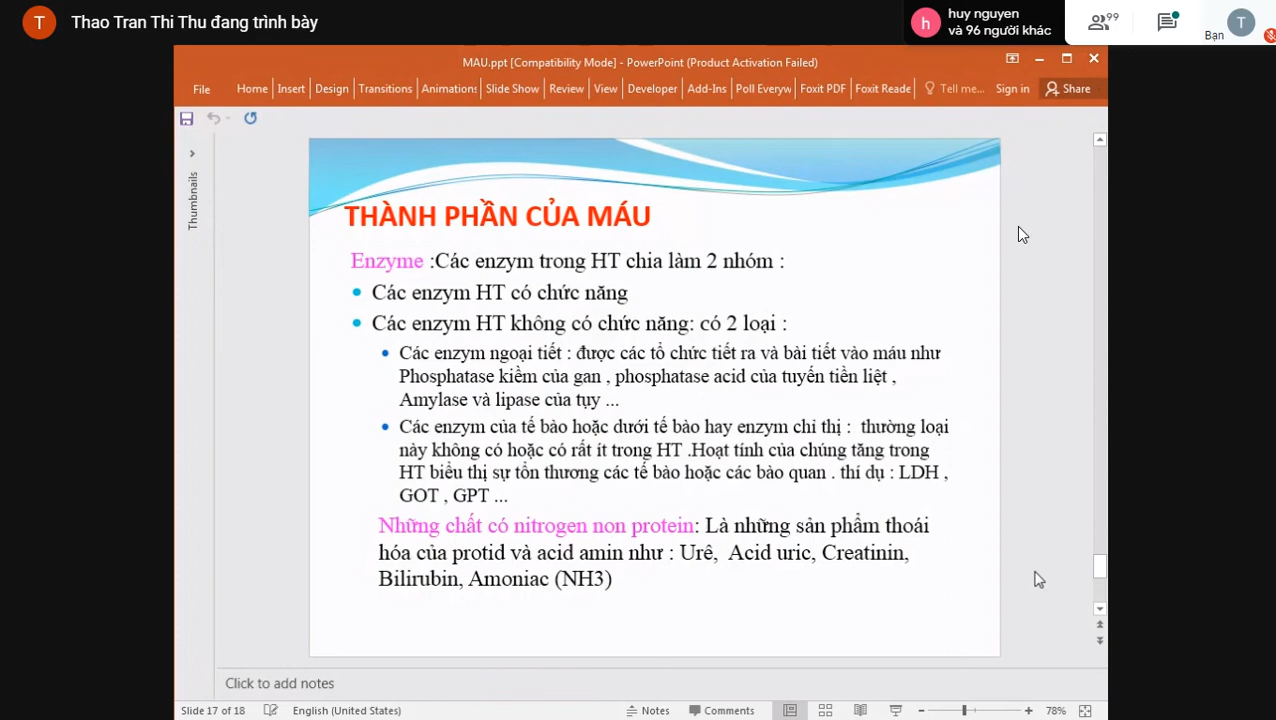 T Thao Tran Thi Thu đang trình bày
h huy nguyen
và 96 người khác
99
T
Bạn
MAU.ppt [Compatibility Mode] - PowerPoint (Product Activation Failed)
File Home Insert Design Transitions Animations Slide Show Review View Developer Add-Ins Poll Everyw Foxit PDF Foxit Reade Tell me... Sign in Share
Thumbnails
THÀNH PHẦN CỦA MÁU
Enzyme :Các enzym trong HT chia làm 2 nhóm :
• Các enzym HT có chức năng
• Các enzym HT không có chức năng: có 2 loại :
• Các enzym ngoại tiết : được các tổ chức tiết ra và bài tiết vào máu như
Phosphatase kiềm của gan , phosphatase acid của tuyến tiền liệt ,
Amylase và lipase của tụy ...
• Các enzym của tế bào hoặc dưới tế bào hay enzym chỉ thị : thường loại
này không có hoặc có rất ít trong HT .Hoạt tính của chúng tăng trong
HT biểu thị sự tổn thương các tế bào hoặc các bào quan . thí dụ : LDH ,
GOT , GPT ...
Những chất có nitrogen non protein: Là những sản phẩm thoái
hóa của protid và acid amin như : Urê, Acid uric, Creatinin,
Bilirubin, Amoniac (NH3)
Click to add notes
Slide 17 of 18 English (United States) Notes Comments 78%